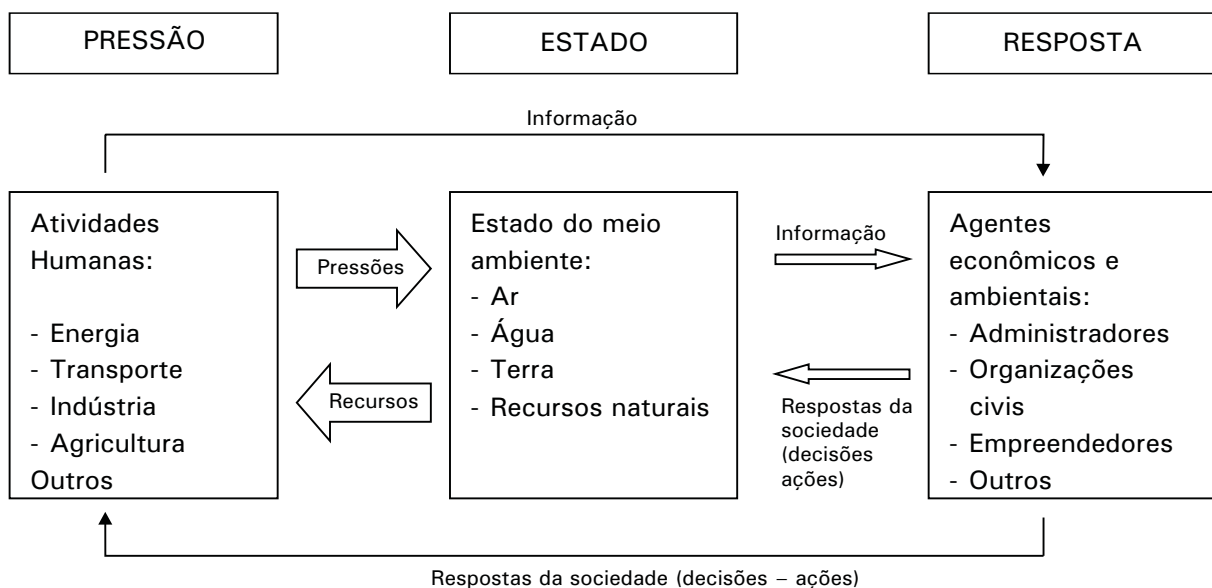 PRESSÃO
ESTADO
RESPOSTA
Informação
Atividades
Humanas:
- Energia
- Transporte
- Indústria
- Agricultura
Outros
Pressões
Recursos
Estado do meio
ambiente:
- Ar
- Água
- Terra
- Recursos naturais
Informação
Respostas da
sociedade
(decisões
ações)
Agentes
econômicos e
ambientais:
- Administradores
- Organizações
civis
- Empreendedores
- Outros
Respostas da sociedade (decisões – ações)